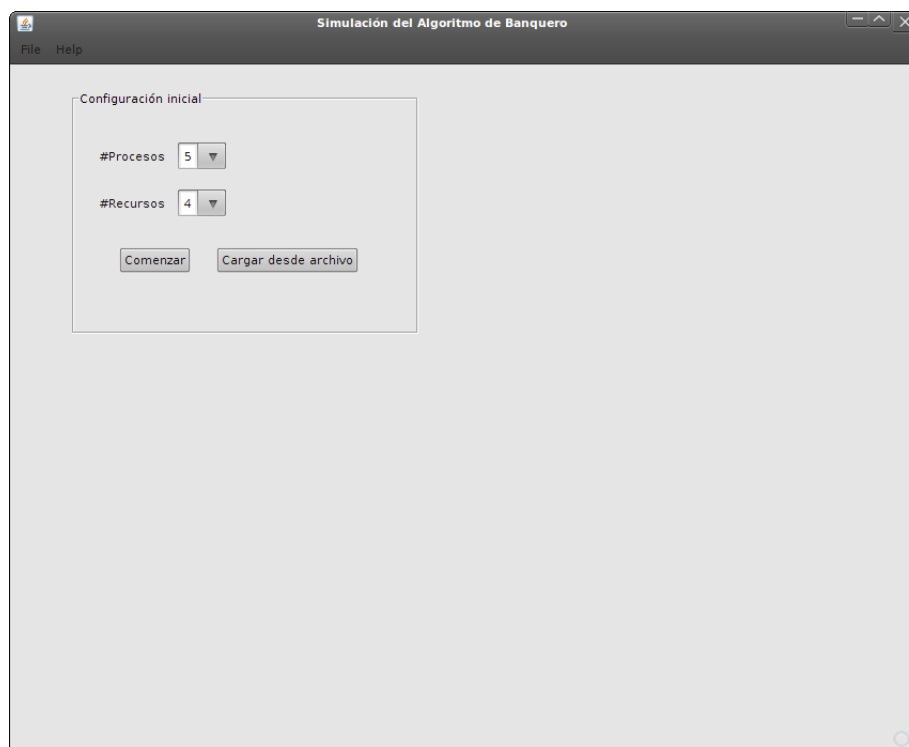 Simulación del Algoritmo de Banquero
File Help
Configuración inicial
#Procesos 5
#Recursos 4
Comenzar Cargar desde archivo